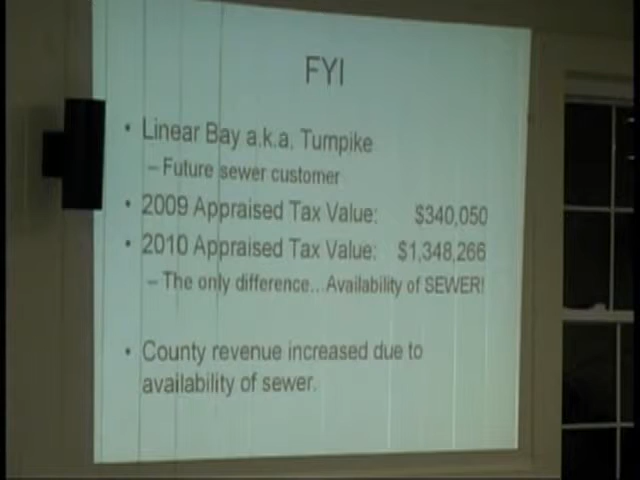 FYI
• Linear Bay a.k.a. Turnpike
– Future sewer customer
• 2009 Appraised Tax Value: $340,050
• 2010 Appraised Tax Value: $1,348,266
– The only difference...Availability of SEWER!
• County revenue increased due to
availability of sewer.